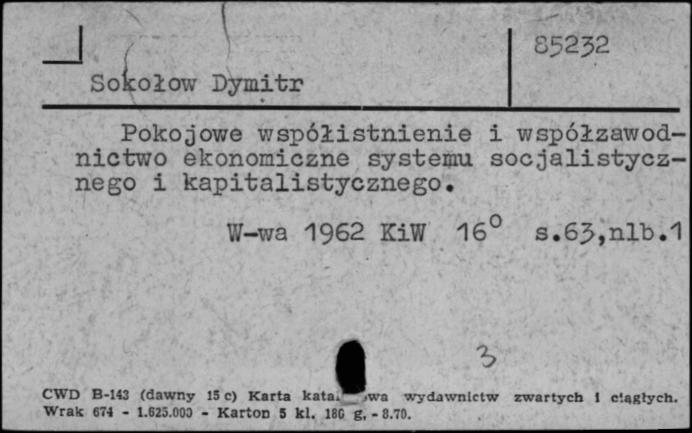 85232
Sokołow Dymitr
Pokojowe współistnienie i współzawod-
nictwo ekonomiczne systemu socjalistycz-
nego i kapitalistycznego.
W-wa 1962 KiW 16° s.63,nlb.1
3
CWD B-143 (dawny 15 c) Karta wydawnictw zwartych i ciągłych.
Wrak 674 - 1.625.000 - Karton 5 kl. 180 g, - 8.70.